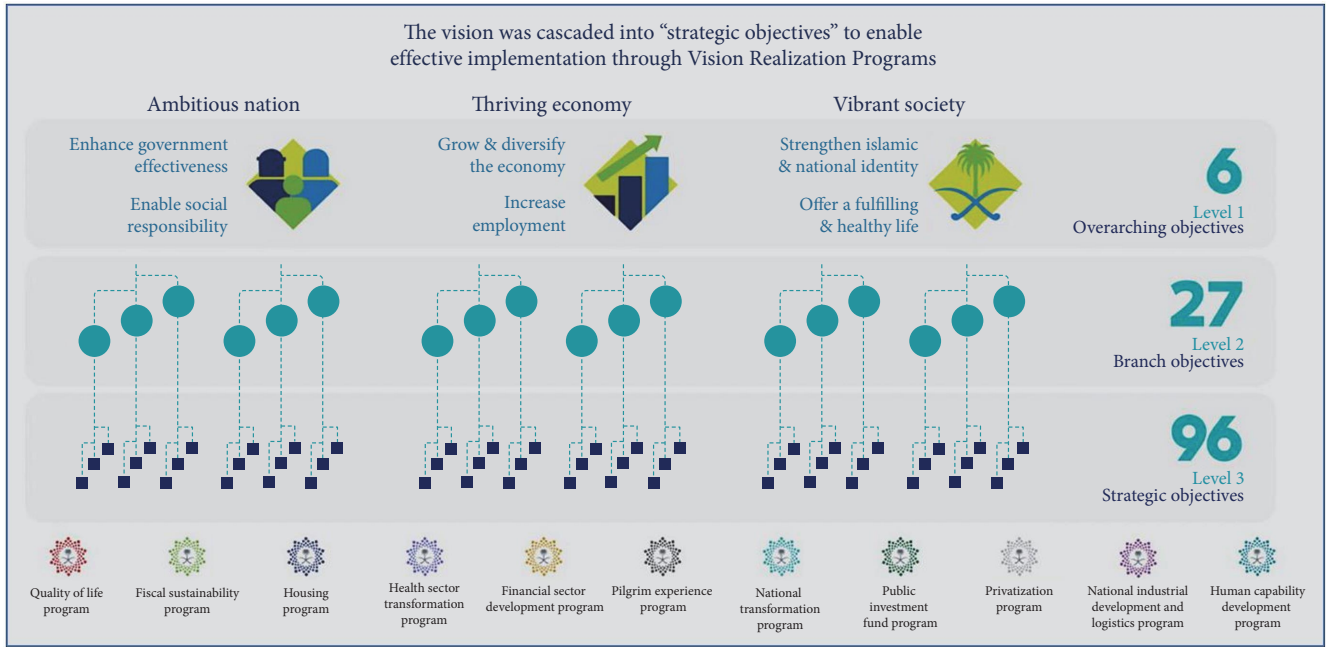 The vision was cascaded into “strategic objectives” to enable
effective implementation through Vision Realization Programs
Ambitious nation
Thriving economy
Vibrant society
Enhance government
effectiveness
Enable social
responsibility
Grow & diversify
the economy
Increase
employment
Strengthen islamic
& national identity
Offer a fulfilling
& healthy life
6
Level 1
Overarching objectives
27
Level 2
Branch objectives
96
Level 3
Strategic objectives
Quality of life
program
Fiscal sustainability
program
Housing
program
Health sector
transformation
program
Financial sector
development program
Pilgrim experience
program
National
transformation
program
Public
investment
fund program
Privatization
program
National industrial
development and
logistics program
Human capability
development
program